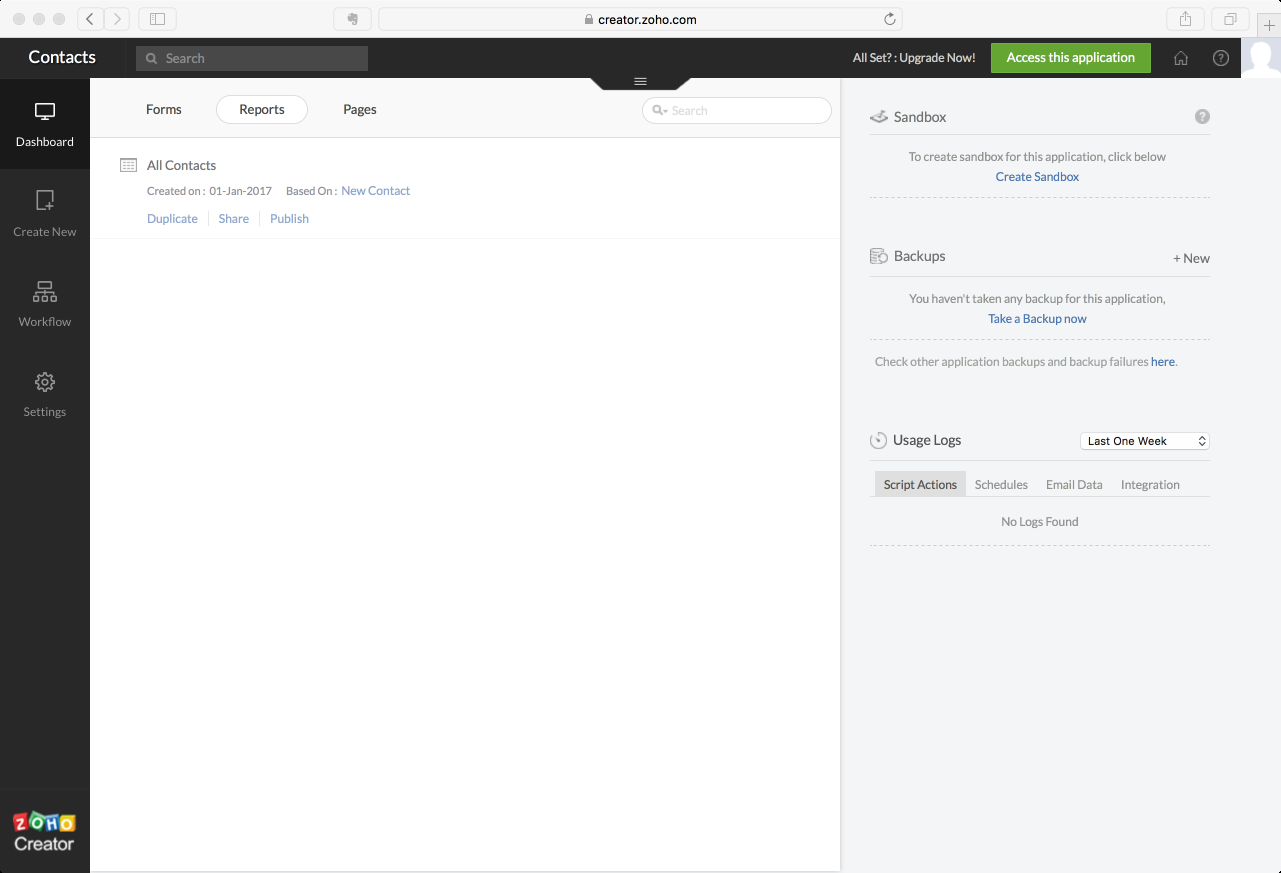 creator.zoho.com
Contacts
Search
All Set? : Upgrade Now!
Access this application
?
Dashboard
Create New
Workflow
Settings
ZOHO
Creator
Forms
Reports
Pages
Search
All Contacts
Created on : 01-Jan-2017 Based On : New Contact
Duplicate Share Publish
Sandbox
?
To create sandbox for this application, click below
Create Sandbox
Backups
+ New
You haven't taken any backup for this application,
Take a Backup now
Check other application backups and backup failures here.
Usage Logs
Last One Week
Script Actions Schedules Email Data Integration
No Logs Found